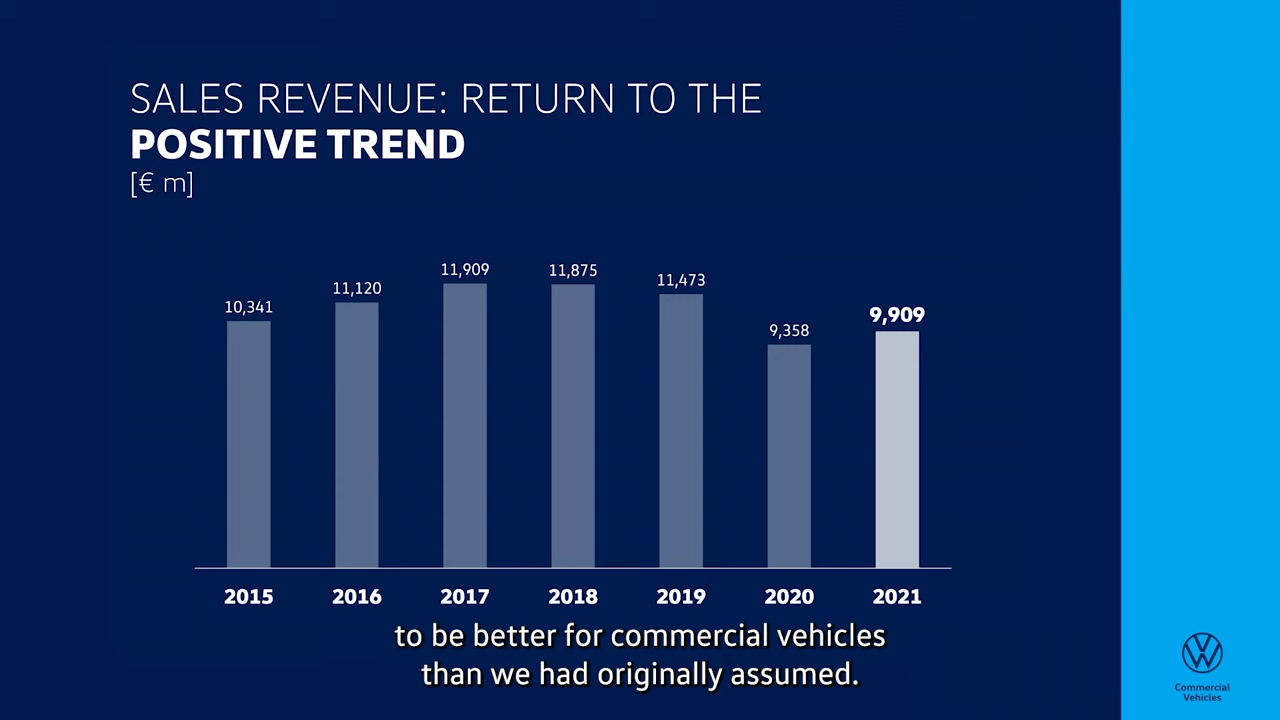 SALES REVENUE: RETURN TO THE
POSITIVE TREND
[€ m]
10,341
11,120
11,909
11,875
11,473
9,358
9,909
2015 2016 2017 2018 2019 2020 2021
to be better for commercial vehicles
than we had originally assumed.
Commercial
Vehicles